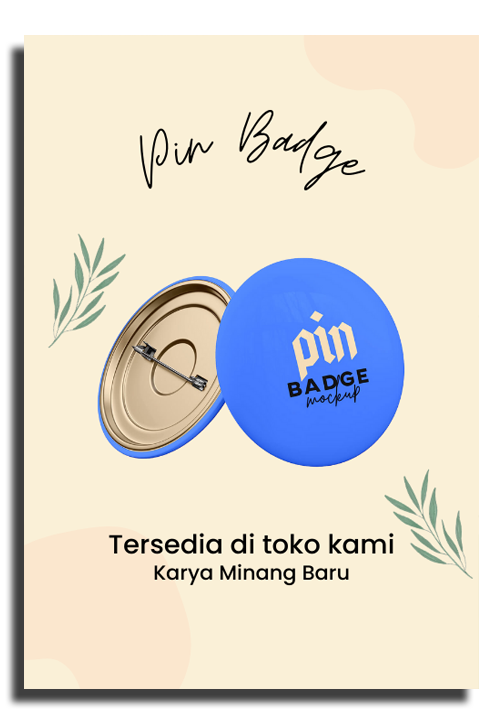 Pin Badge
pin
BADGE
mockup
Tersedia di toko kami
Karya Minang Baru